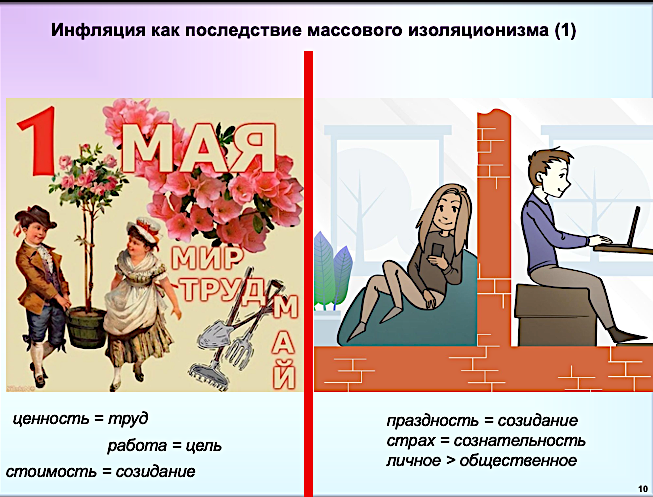 Инфляция как последствие массового изоляционизма (1)
1 МАЯ
МИР
ТРУД
МАЙ
ценность = труд
работа = цель
стоимость = созидание
праздность = созидание
страх = сознательность
личное > общественное
10